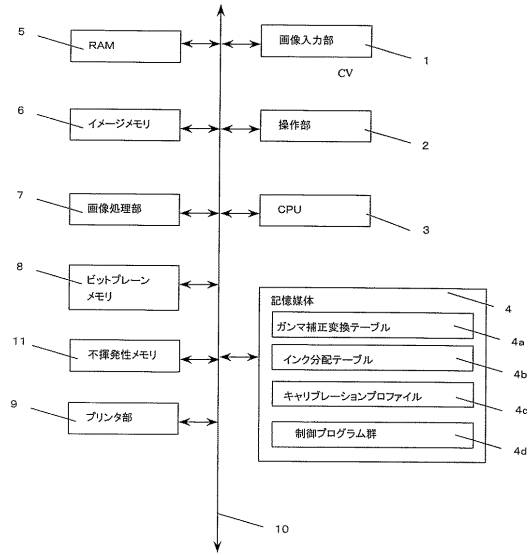 5
RAM
画像入力部
1
CV
6
イメージメモリ
操作部
2
7
画像処理部
CPU
3
8
ビットプレーン
メモリ
記憶媒体
4
ガンマ補正変換テーブル
4a
11
不揮発性メモリ
インク分配テーブル
4b
9
プリンタ部
キャリブレーションプロファイル
4c
制御プログラム群
4d
10